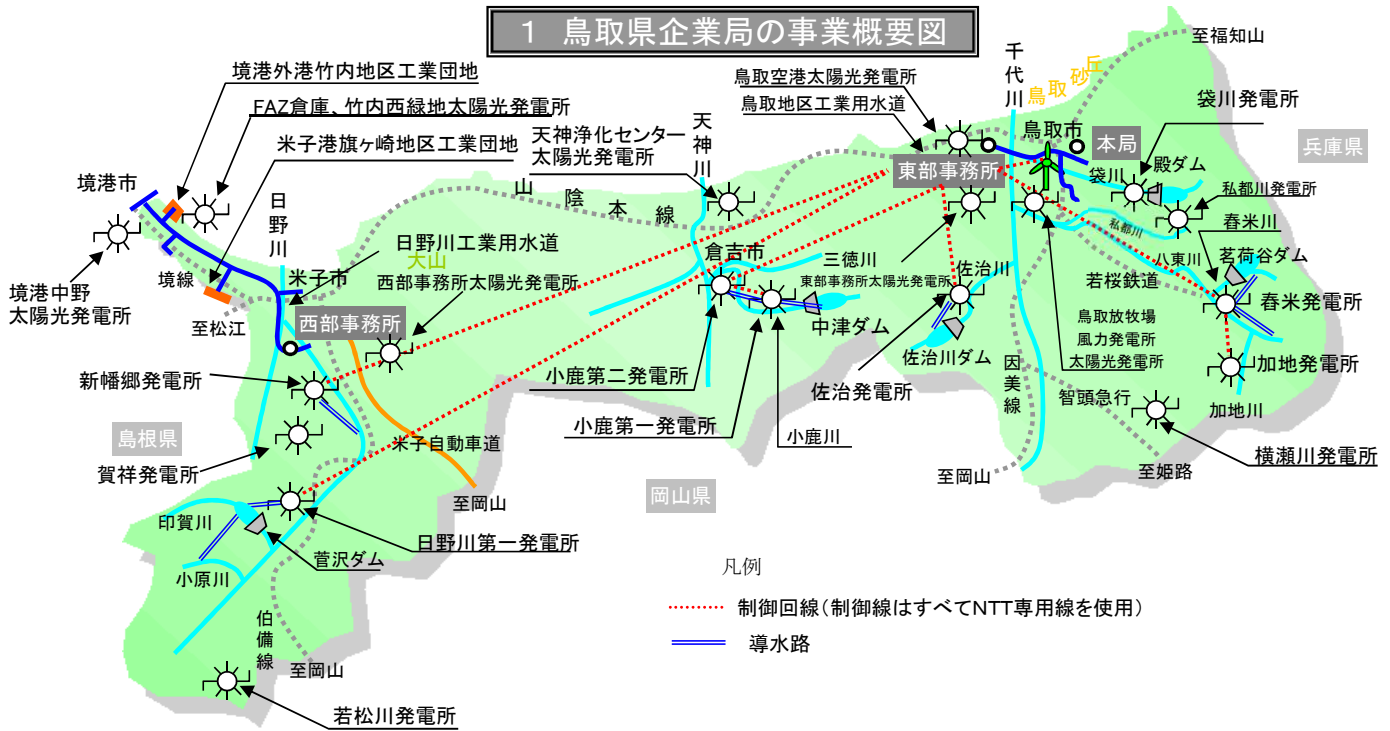 1 鳥取県企業局の事業概要図
至福知山
千代川
鳥取砂丘
境港外港竹内地区工業団地
鳥取空港太陽光発電所
袋川発電所
FAZ倉庫、竹内西緑地太陽光発電所
鳥取地区工業用水道
天神浄化センター
太陽光発電所
天神川
米子港旗ヶ崎地区工業団地
鳥取市
本局
兵庫県
境港市
東部事務所
袋川
殿ダム
私都川発電所
日野川
山陰本線
私都川
舂米川
日野川工業用水道
大山
倉吉市
三徳川
佐治川
八東川
茗荷谷ダム
境線
米子市
西部事務所太陽光発電所
東部事務所太陽光発電所
若桜鉄道
境港中野
太陽光発電所
至松江
西部事務所
中津ダム
鳥取放牧場
風力発電所
太陽光発電所
舂米発電所
佐治川ダム
因美線
新幡郷発電所
小鹿第二発電所
佐治発電所
加地発電所
智頭急行
加地川
小鹿第一発電所
小鹿川
島根県
米子自動車道
横瀬川発電所
賀祥発電所
至岡山
至姫路
岡山県
至岡山
印賀川
日野川第一発電所
菅沢ダム
小原川
凡例
制御回線(制御線はすべてNTT専用線を使用)
伯備線
導水路
至岡山
若松川発電所